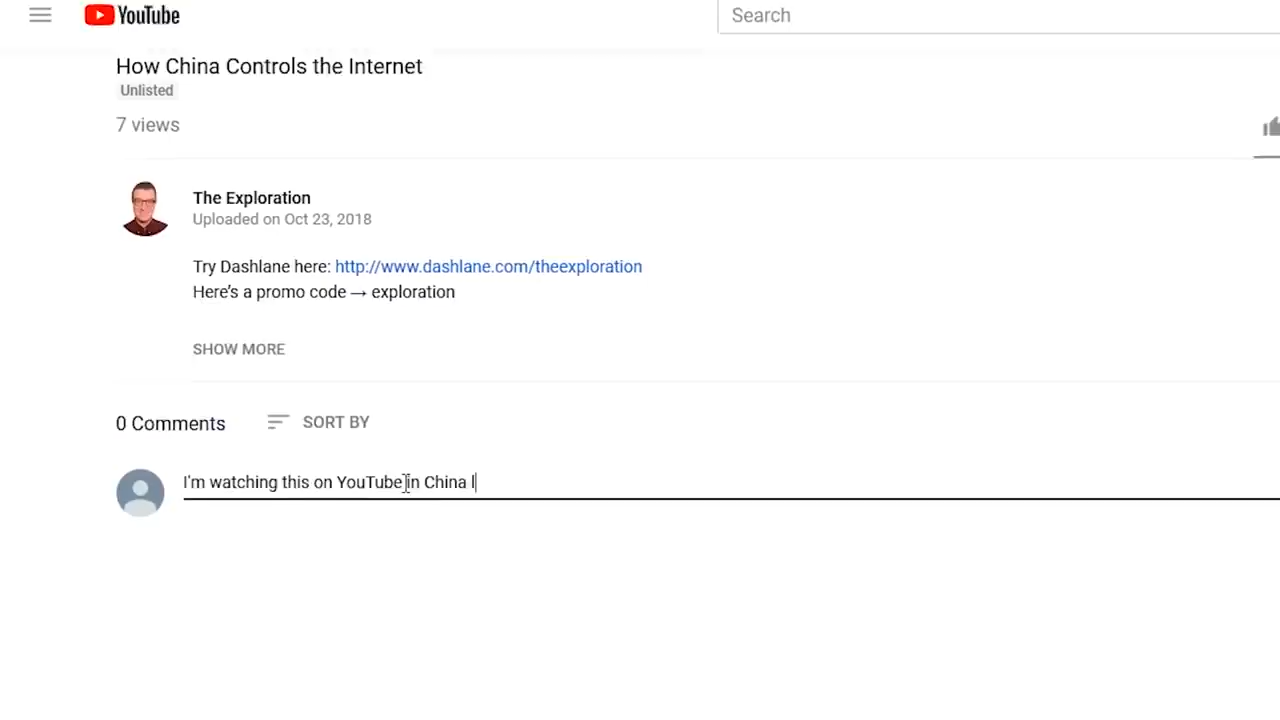 YouTube
Search
How China Controls the Internet
Unlisted
7 views
The Exploration
Uploaded on Oct 23, 2018
Try Dashlane here: http://www.dashlane.com/theexploration
Here's a promo code → exploration
SHOW MORE
0 Comments
SORT BY
I'm watching this on YouTube in China l